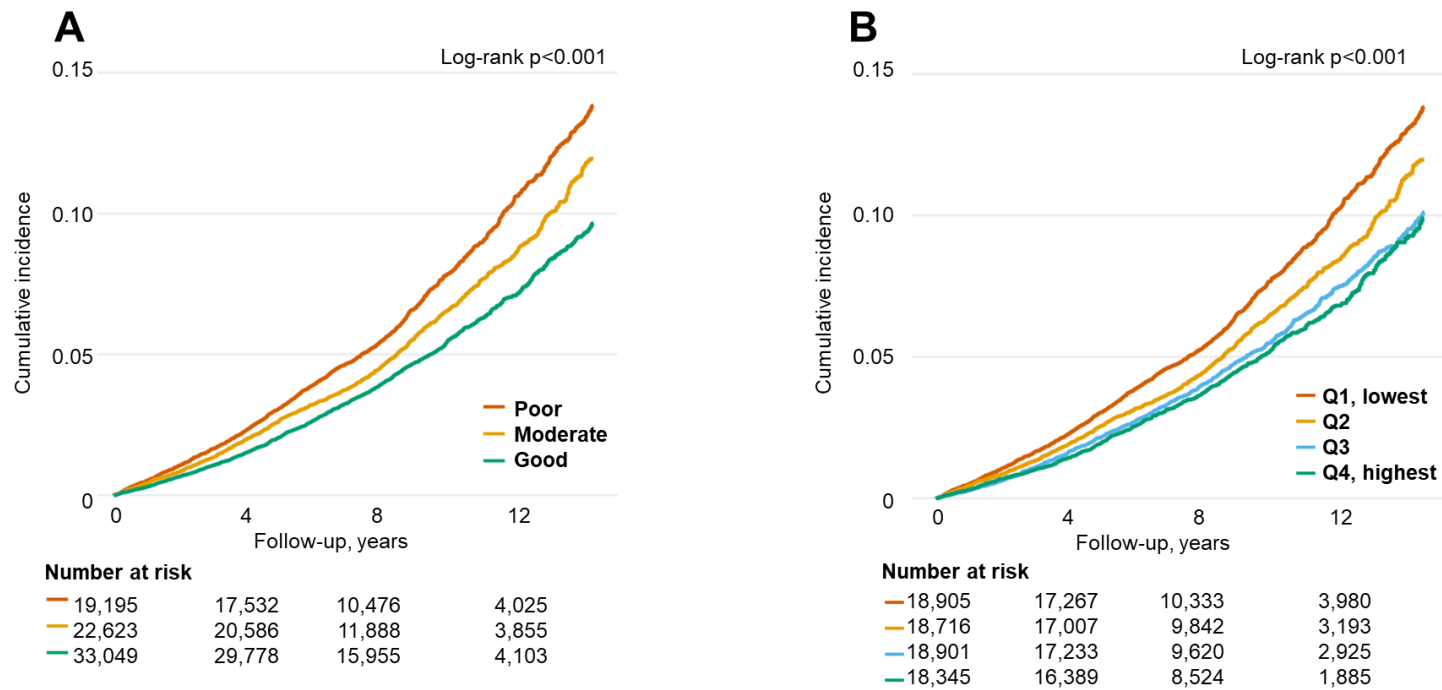 A
Log-rank p<0.001
0.15
0.10
0.05
0
Cumulative incidence
Poor
Moderate
Good
0 4 8 12
Follow-up, years
Number at risk
19,195 17,532 10,476 4,025
22,623 20,586 11,888 3,855
33,049 29,778 15,955 4,103
B
Log-rank p<0.001
0.15
0.10
0.05
0
Cumulative incidence
Q1, lowest
Q2
Q3
Q4, highest
0 4 8 12
Follow-up, years
Number at risk
18,905 17,267 10,333 3,980
18,716 17,007 9,842 3,193
18,901 17,233 9,620 2,925
18,345 16,389 8,524 1,885